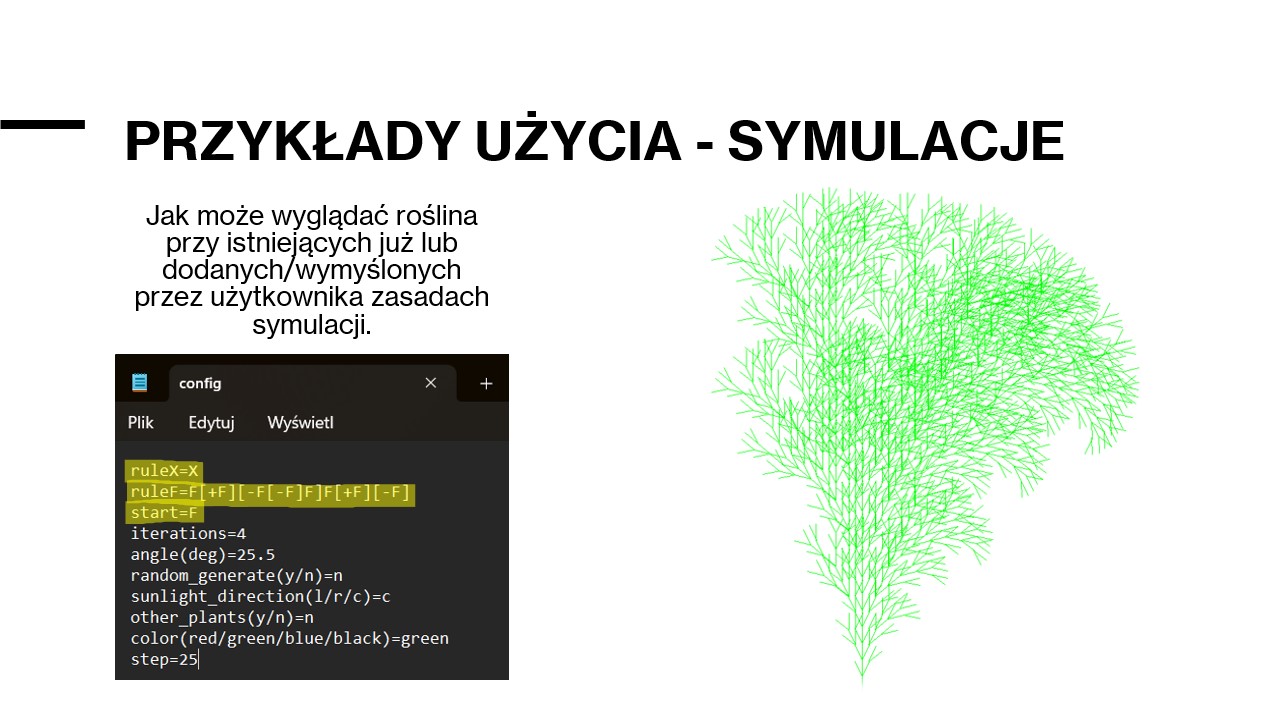 PRZYKŁADY UŻYCIA - SYMULACJE
Jak może wyglądać roślina
przy istniejących już lub
dodanych/wymyślonych
przez użytkownika zasadach
symulacji.
config
Plik Edytuj Wyświetl
ruleX=X
ruleF=F[+F][-F[-F]F]F[+F][-F]
start=F
iterations=4
angle(deg)=25.5
random_generate(y/n)=n
sunlight_direction(l/r/c)=c
other_plants(y/n)=n
color(red/green/blue/black)=green
step=25